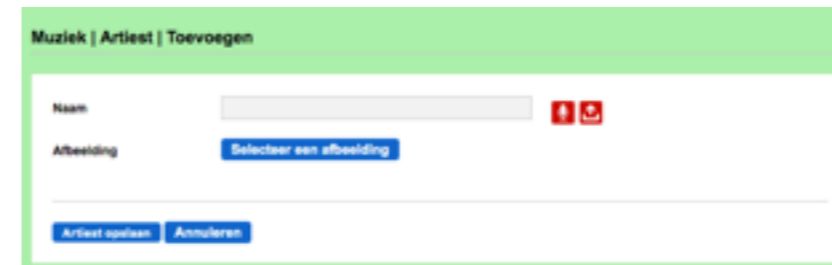 Muziek | Artiest | Toevoegen
Naam
Afbeelding Selecteer een afbeelding
Artiest opslaan Annuleren